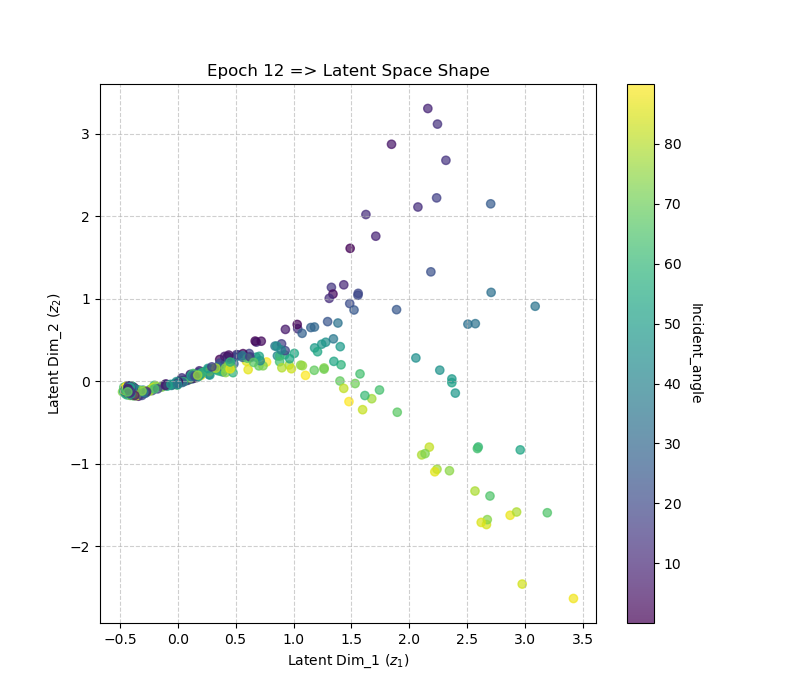 Epoch 12 => Latent Space Shape
3
2
1
0
−1
−2
Latent Dim_2 (z₂)
−0.5 0.0 0.5 1.0 1.5 2.0 2.5 3.0 3.5
Latent Dim_1 (z₁)
80
70
60
50
40
30
20
10
Incident_angle